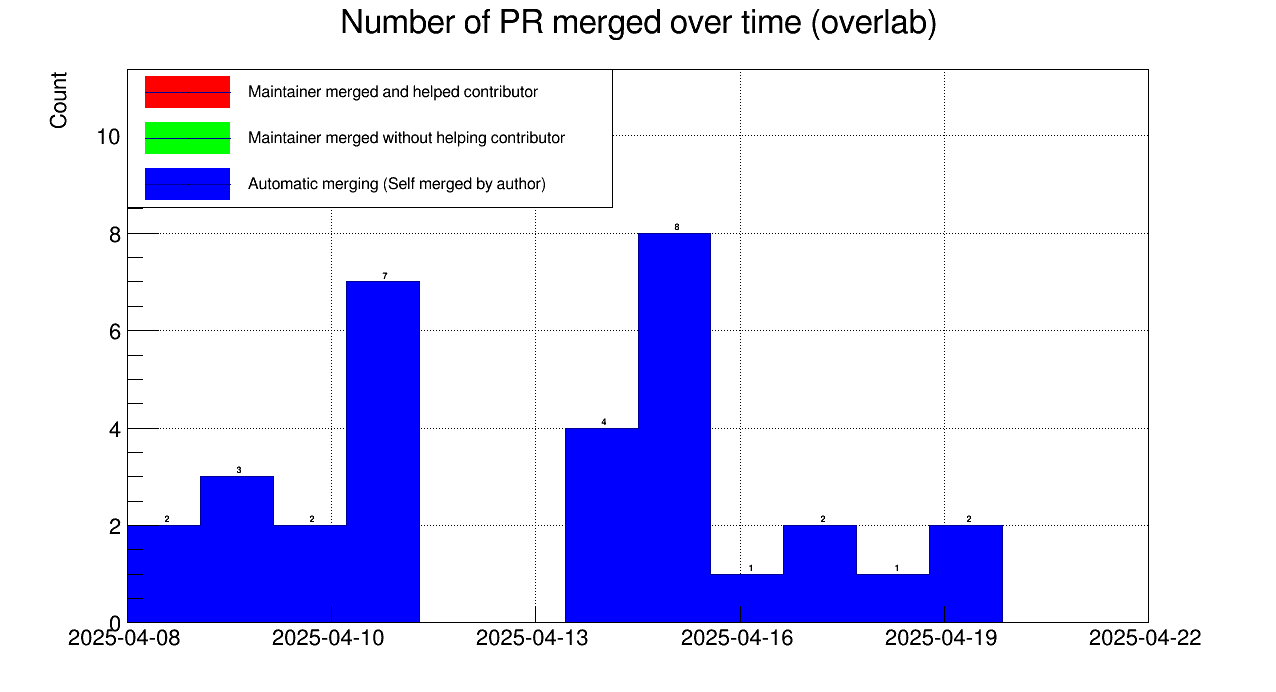 Number of PR merged over time (overlab)
Count
Maintainer merged and helped contributor
Maintainer merged without helping contributor
Automatic merging (Self merged by author)
10
8
6
4
2
0
2 3 2 7 4 8 1 2 1 2
2025-04-08 2025-04-10 2025-04-13 2025-04-16 2025-04-19 2025-04-22